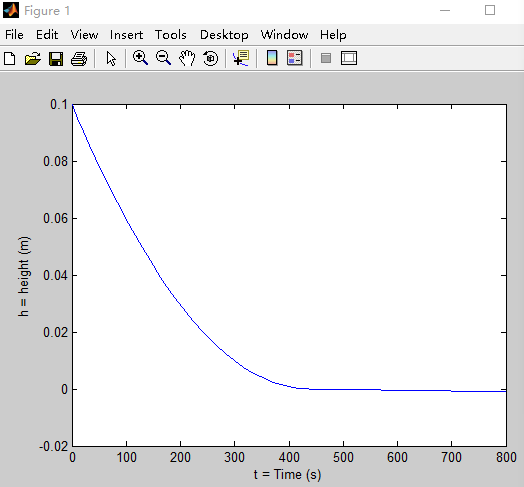 Figure 1
File Edit View Insert Tools Desktop Window Help
0.1
0.08
0.06
0.04
0.02
0
-0.02
h = height (m)
0 100 200 300 400 500 600 700 800
t = Time (s)